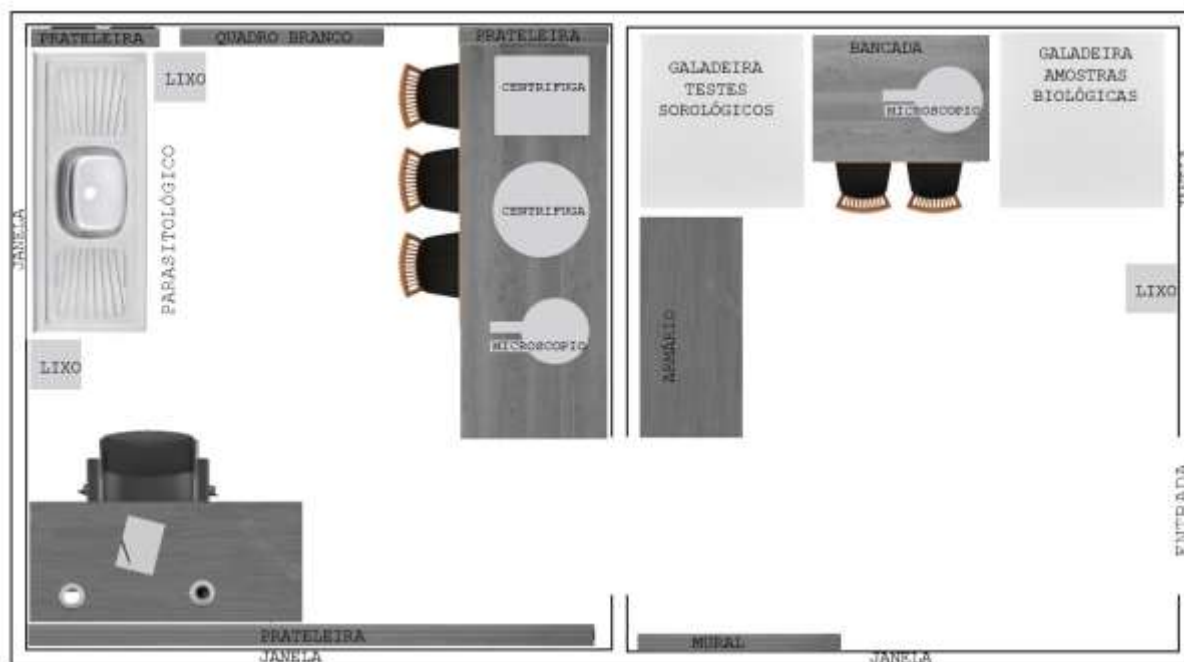 PRATELEIRA
QUADRO BRANCO
PRATELEIRA
LIXO
CENTRIFUGA
PARASITOLÓGICO
CENTRIFUGA
JANELA
MICROSCOPIO
LIXO
PRATELEIRA
JANELA
GALADEIRA
TESTES
SOROLÓGICOS
BANCADA
MICROSCOPIO
GALADEIRA
AMOSTRAS
BIOLÓGICAS
JANELA
LIXO
ARMÁRIO
ENTRADA
MURAL
JANELA